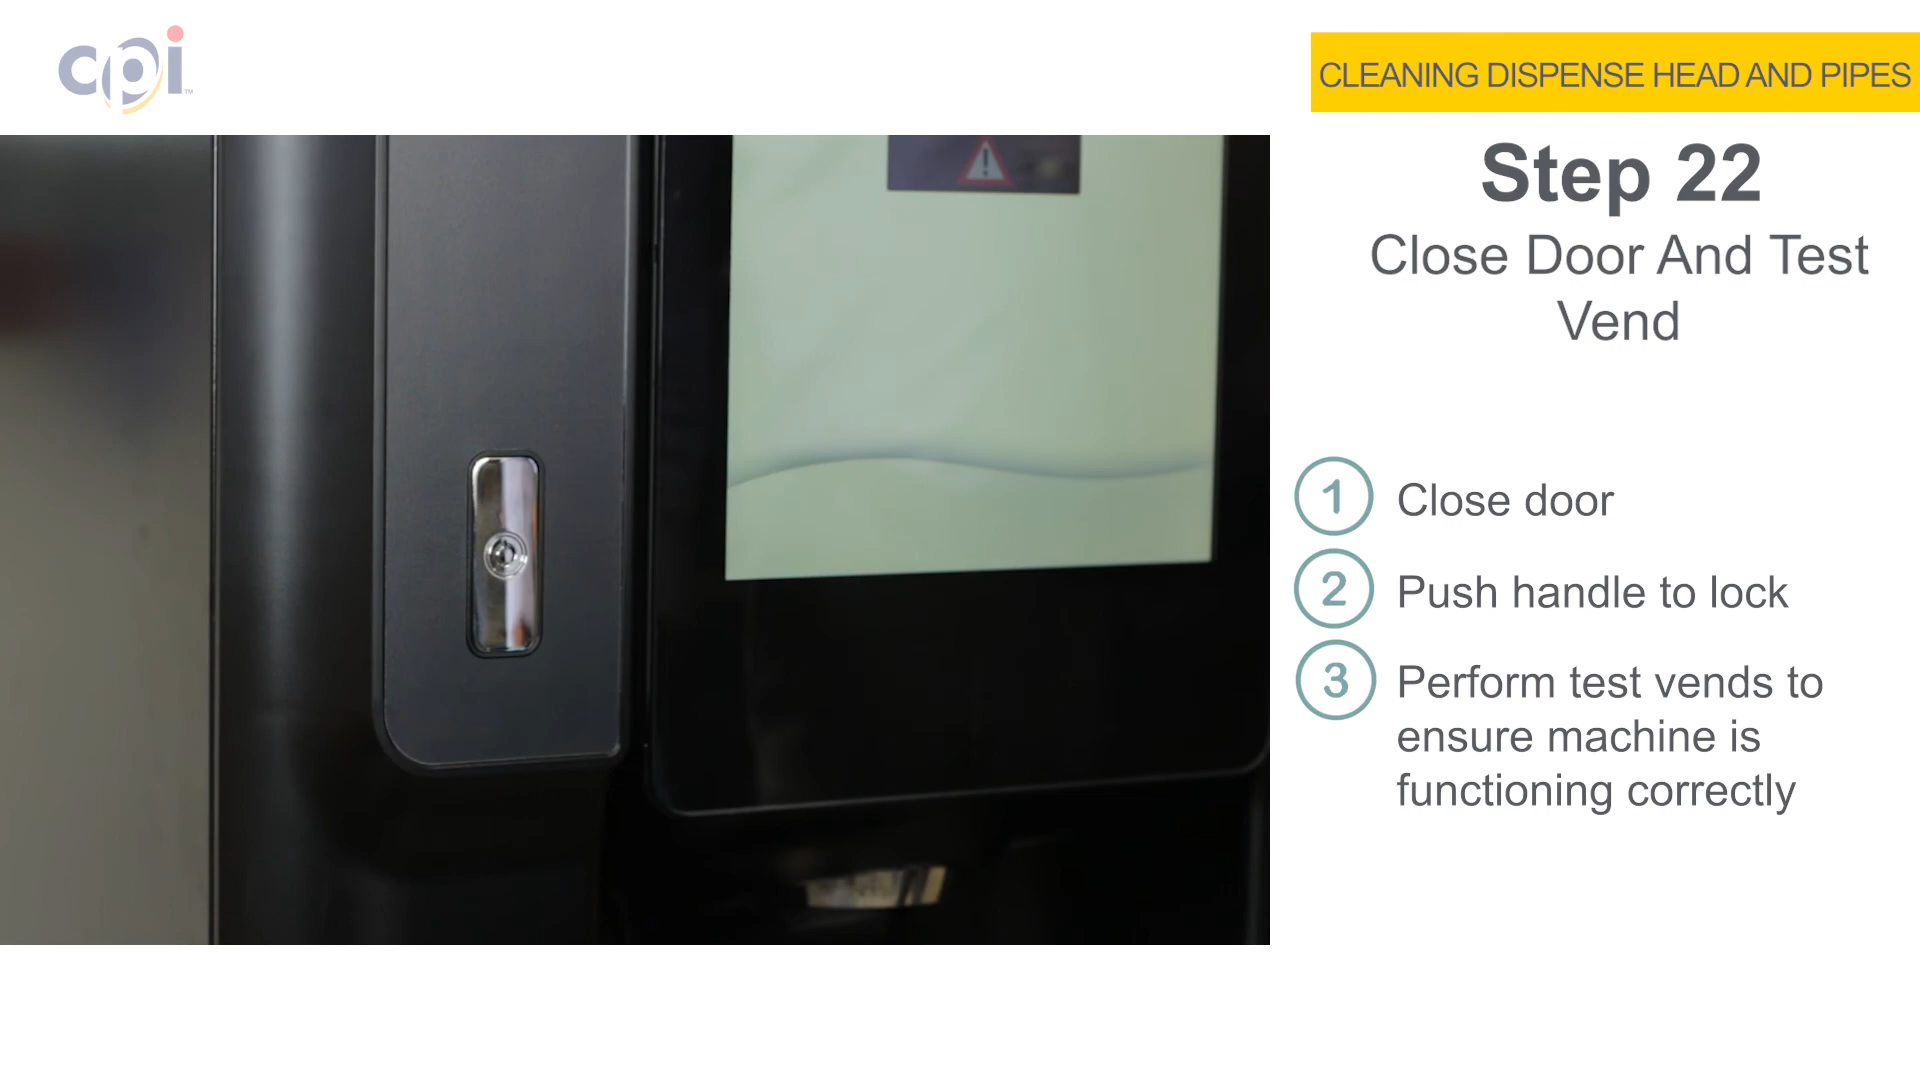 cpi™
CLEANING DISPENSE HEAD AND PIPES
Step 22
Close Door And Test
Vend
1 Close door
2 Push handle to lock
3 Perform test vends to
ensure machine is
functioning correctly